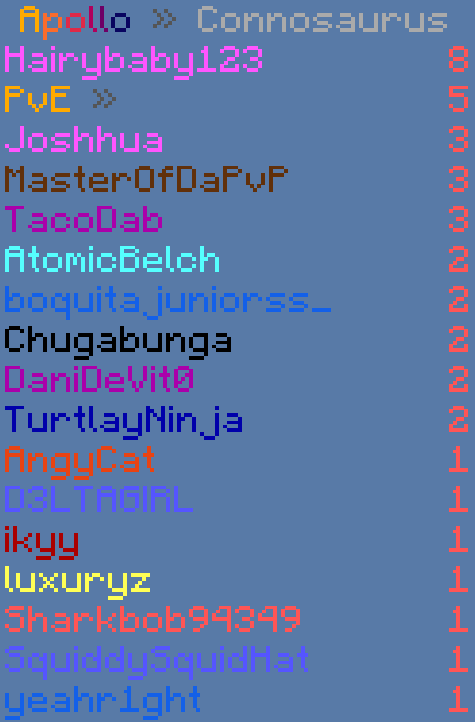 Apollo » Connosaurus
Hairybaby123 8
PvE » 5
Joshhua 3
MasterOfDaPvP 3
TacoDab 3
AtomicBelch 2
boquitajuniorss_ 2
Chugabunga 2
DaniDeVit0 2
TurtlayNinja 2
AngyCat 1
D3LTAGIRL 1
ikyy 1
luxuryz 1
Sharkbob94349 1
SquiddySquidHat 1
yeahr1ght 1